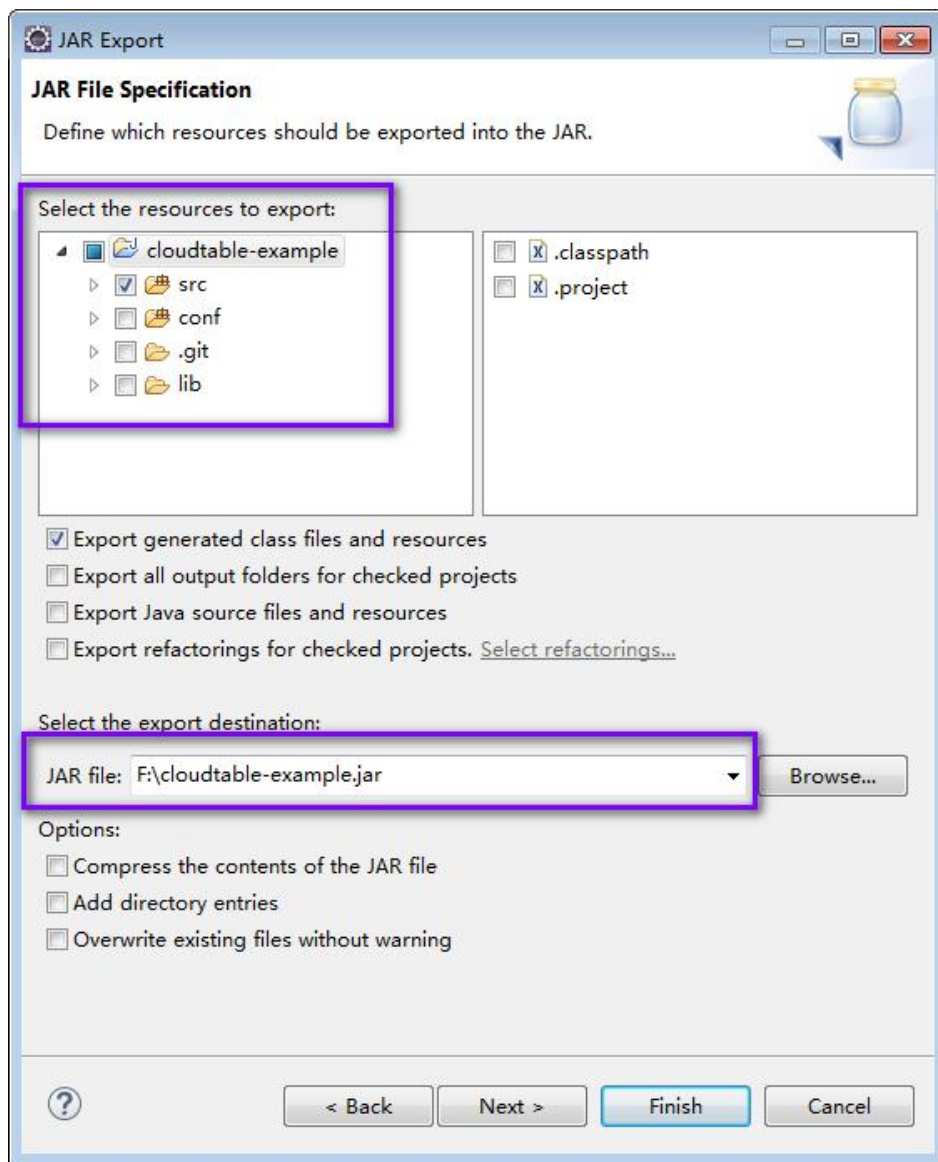 JAR Export
JAR File Specification
Define which resources should be exported into the JAR.
Select the resources to export:
cloudtable-example
src
conf
.git
lib
.classpath
.project
Export generated class files and resources
Export all output folders for checked projects
Export Java source files and resources
Export refactorings for checked projects. Select refactorings...
Select the export destination:
JAR file: F:\cloudtable-example.jar Browse...
Options:
Compress the contents of the JAR file
Add directory entries
Overwrite existing files without warning
? < Back Next > Finish Cancel